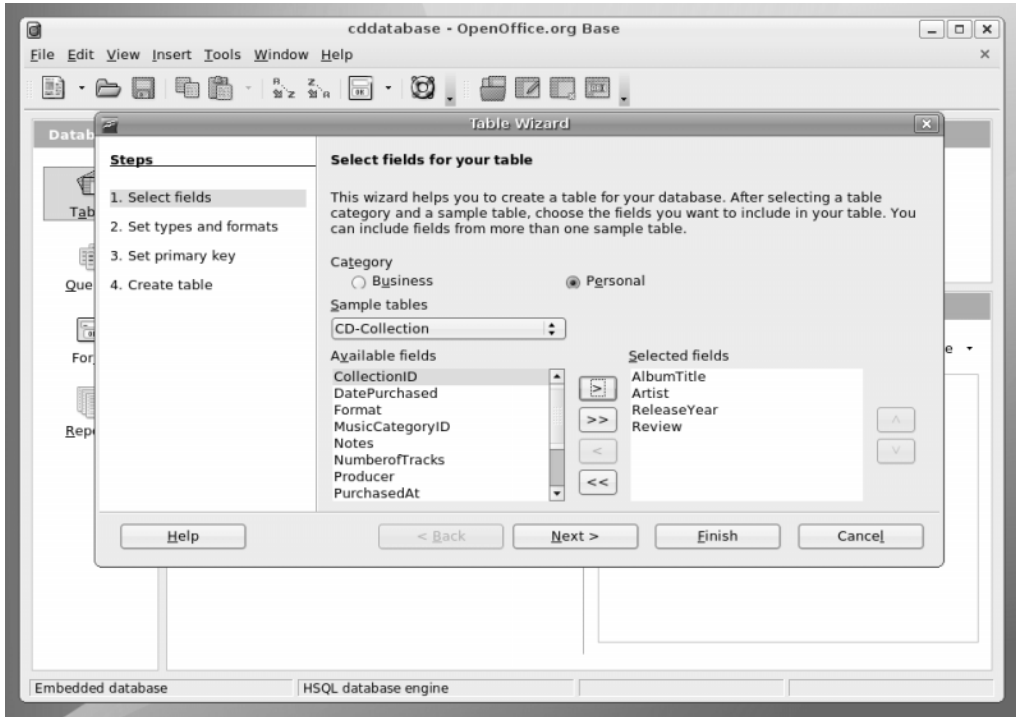 cddatabase - OpenOffice.org Base
File Edit View Insert Tools Window Help
Table Wizard
Steps
1. Select fields
2. Set types and formats
3. Set primary key
4. Create table
Select fields for your table
This wizard helps you to create a table for your database. After selecting a table
category and a sample table, choose the fields you want to include in your table. You
can include fields from more than one sample table.
Category
Business Personal
Sample tables
CD-Collection
Available fields
CollectionID
DatePurchased
Format
MusicCategoryID
Notes
NumberofTracks
Producer
PurchasedAt
>
>>
<
<<
Selected fields
AlbumTitle
Artist
ReleaseYear
Review
Help < Back Next > Finish Cancel
Datab
Tab
Que
For
Repo
e
Embedded database HSQL database engine